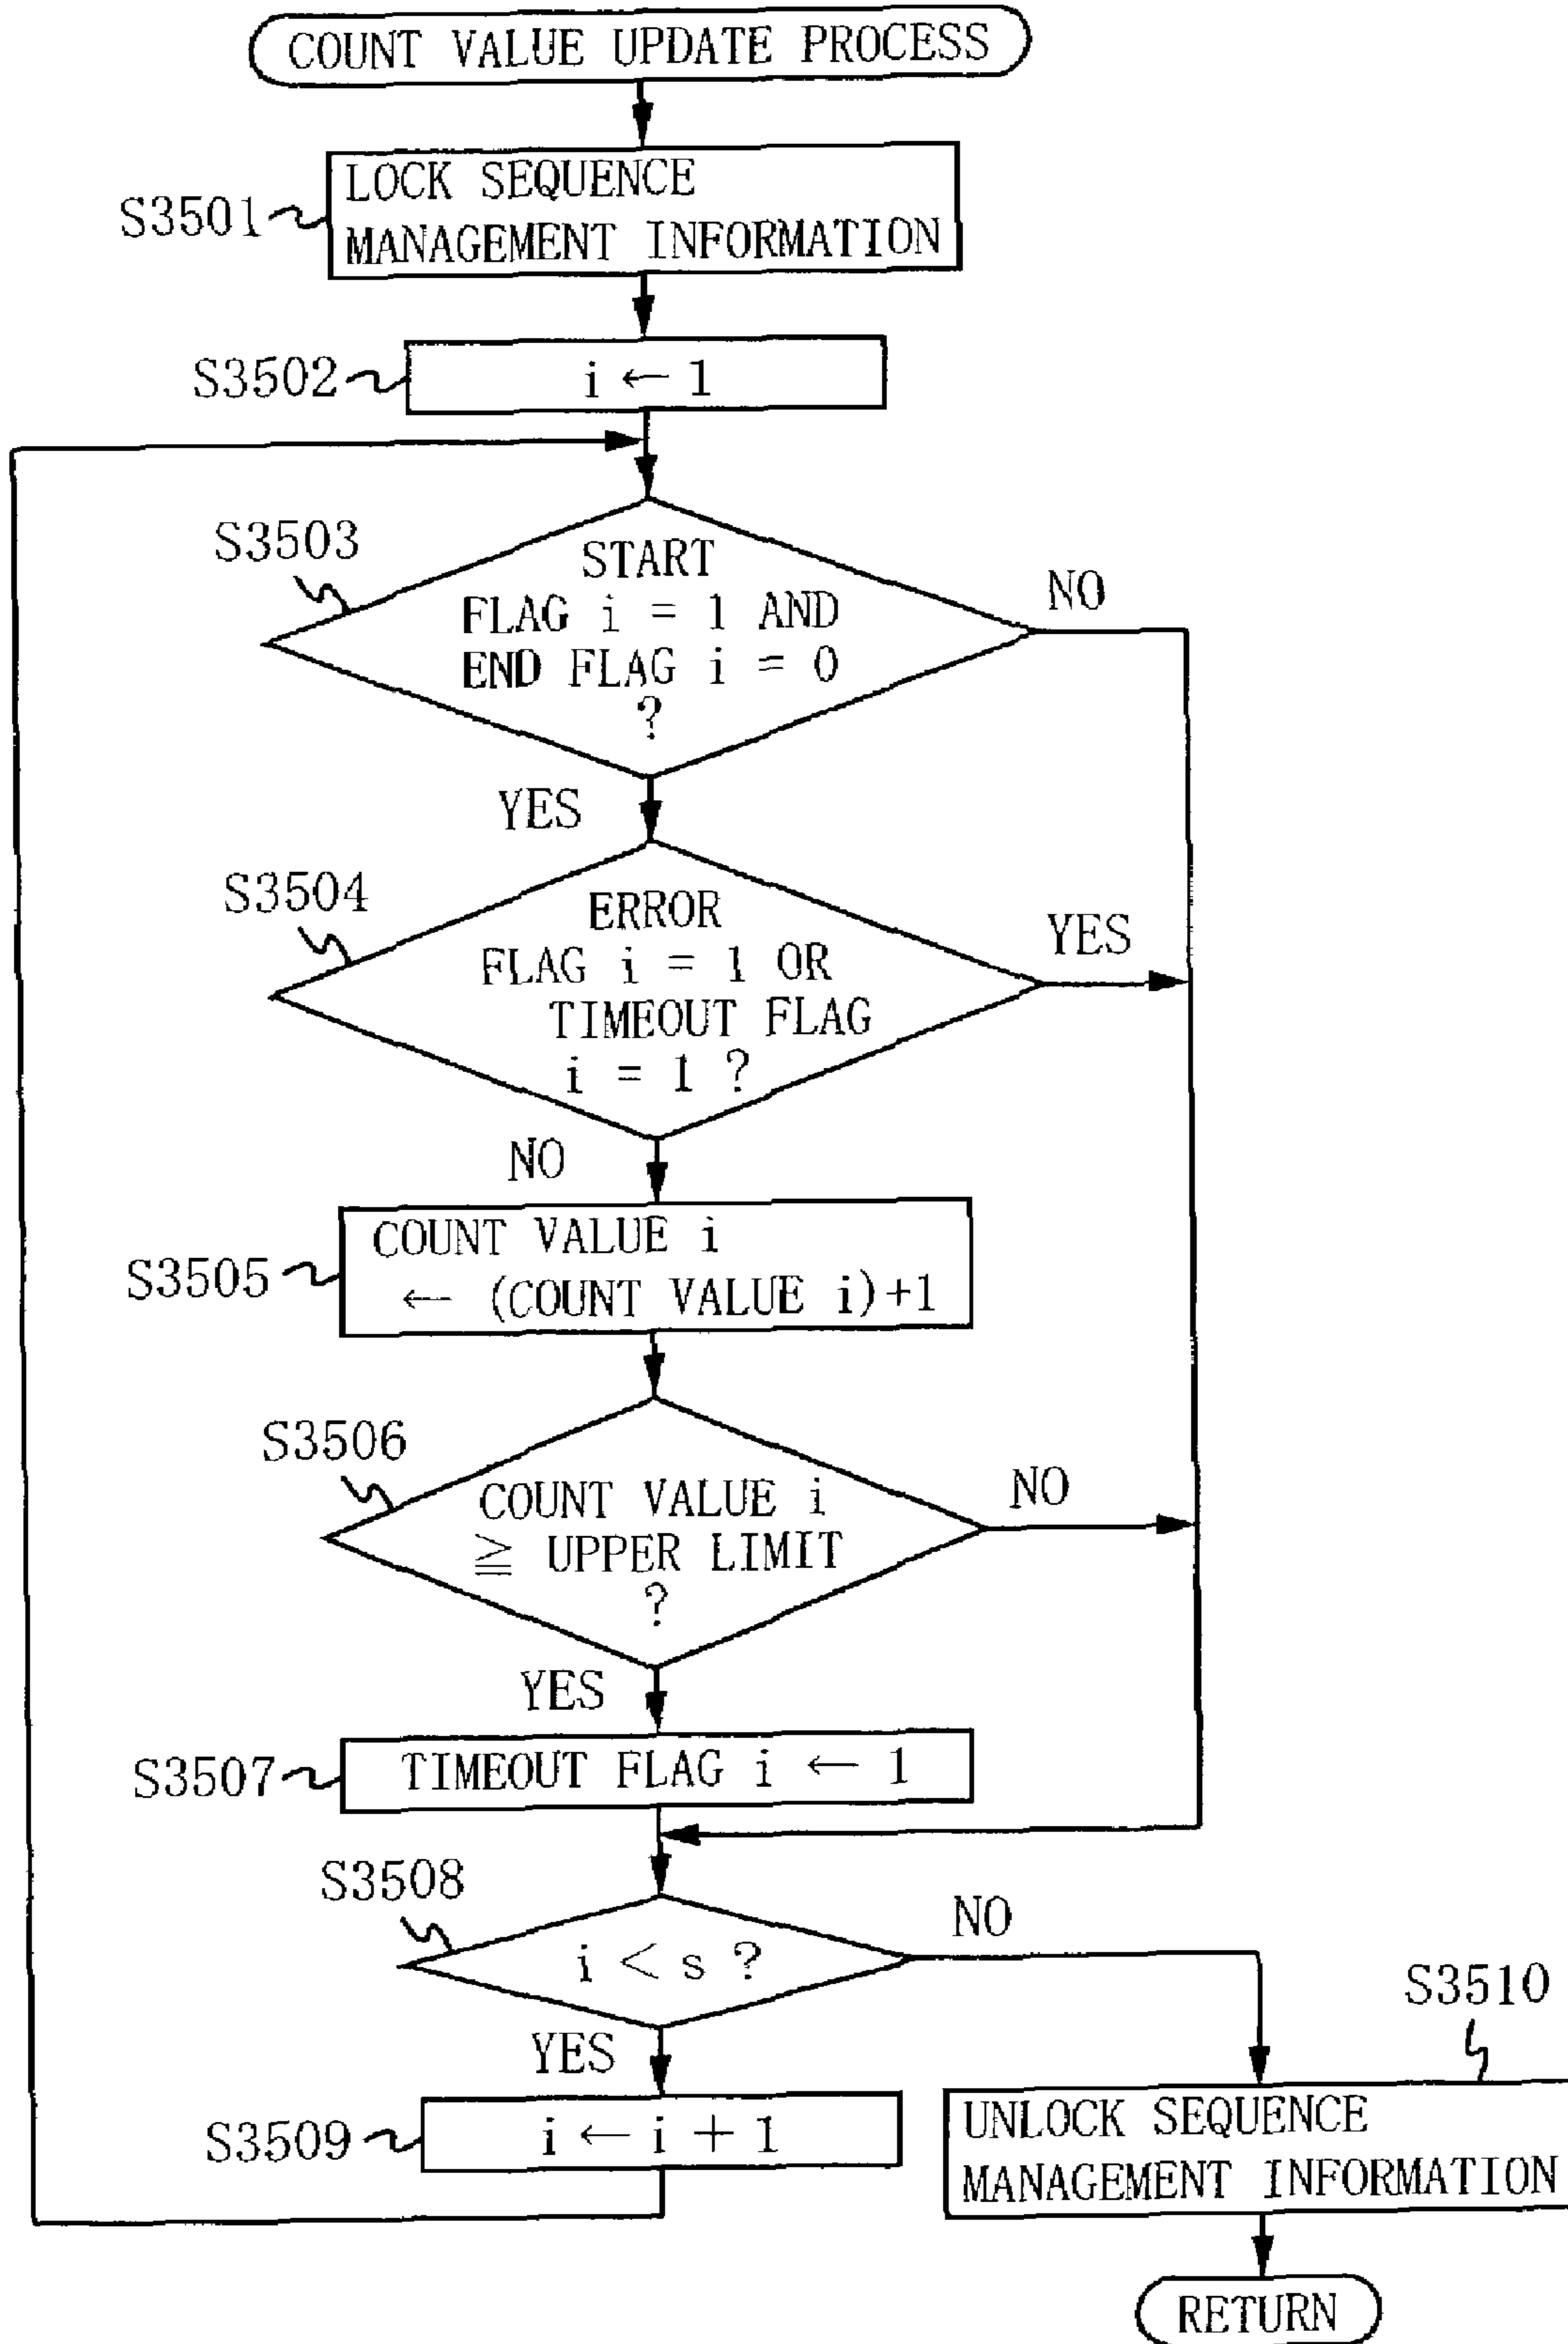 COUNT VALUE UPDATE PROCESS
LOCK SEQUENCE
MANAGEMENT INFORMATION
S3501
S3502
i ← 1
S3503
START
FLAG i = 1 AND
END FLAG i = 0
?
NO
YES
S3504
ERROR
FLAG i = 1 OR
TIMEOUT FLAG
i = 1 ?
YES
NO
S3505
COUNT VALUE i
← (COUNT VALUE i)+1
S3506
COUNT VALUE i
≧ UPPER LIMIT
?
NO
YES
S3507
TIMEOUT FLAG i ← 1
S3508
i < s ?
NO
YES
S3509
i ← i + 1
S3510
UNLOCK SEQUENCE
MANAGEMENT INFORMATION
RETURN